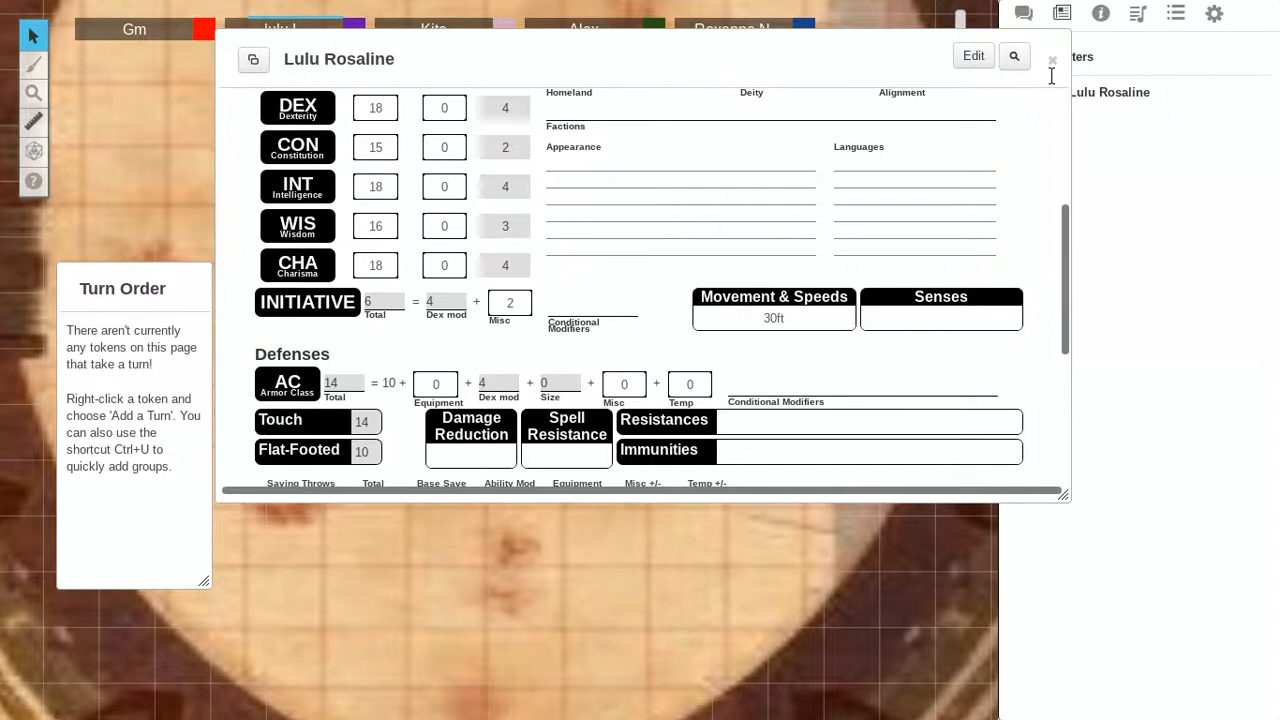 Gm
lulu L
Kite
Alex
Roxanne N
Lulu Rosaline
Edit
ters
Lulu Rosaline
DEX
Dexterity
18
0
4
Homeland
Deity
Alignment
Factions
CON
Constitution
15
0
2
Appearance
Languages
INT
Intelligence
18
0
4
WIS
Wisdom
16
0
3
CHA
Charisma
18
0
4
INITIATIVE
6
=
4
+
2
Total
Dex mod
Misc
Conditional
Modifiers
Movement & Speeds
30ft
Senses
Defenses
AC
Armor Class
14
= 10 +
0
+
4
+
0
+
0
+
0
Total
Equipment
Dex mod
Size
Misc
Temp
Conditional Modifiers
Touch
14
Flat-Footed
10
Damage
Reduction
Spell
Resistance
Resistances
Immunities
Saving Throws
Total
Base Save
Ability Mod
Equipment
Misc +/-
Temp +/-
Turn Order
There aren't currently
any tokens on this page
that take a turn!
Right-click a token and
choose 'Add a Turn'. You
can also use the
shortcut Ctrl+U to
quickly add groups.